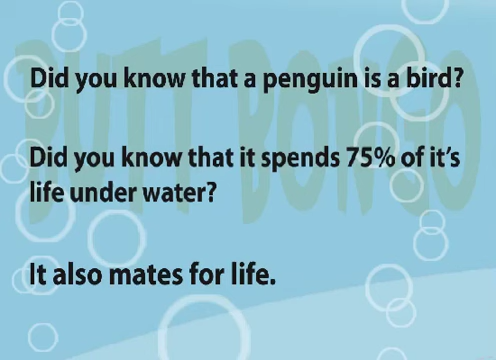 BUTT BONGO
Did you know that a penguin is a bird?
Did you know that it spends 75% of it's
life under water?
It also mates for life.